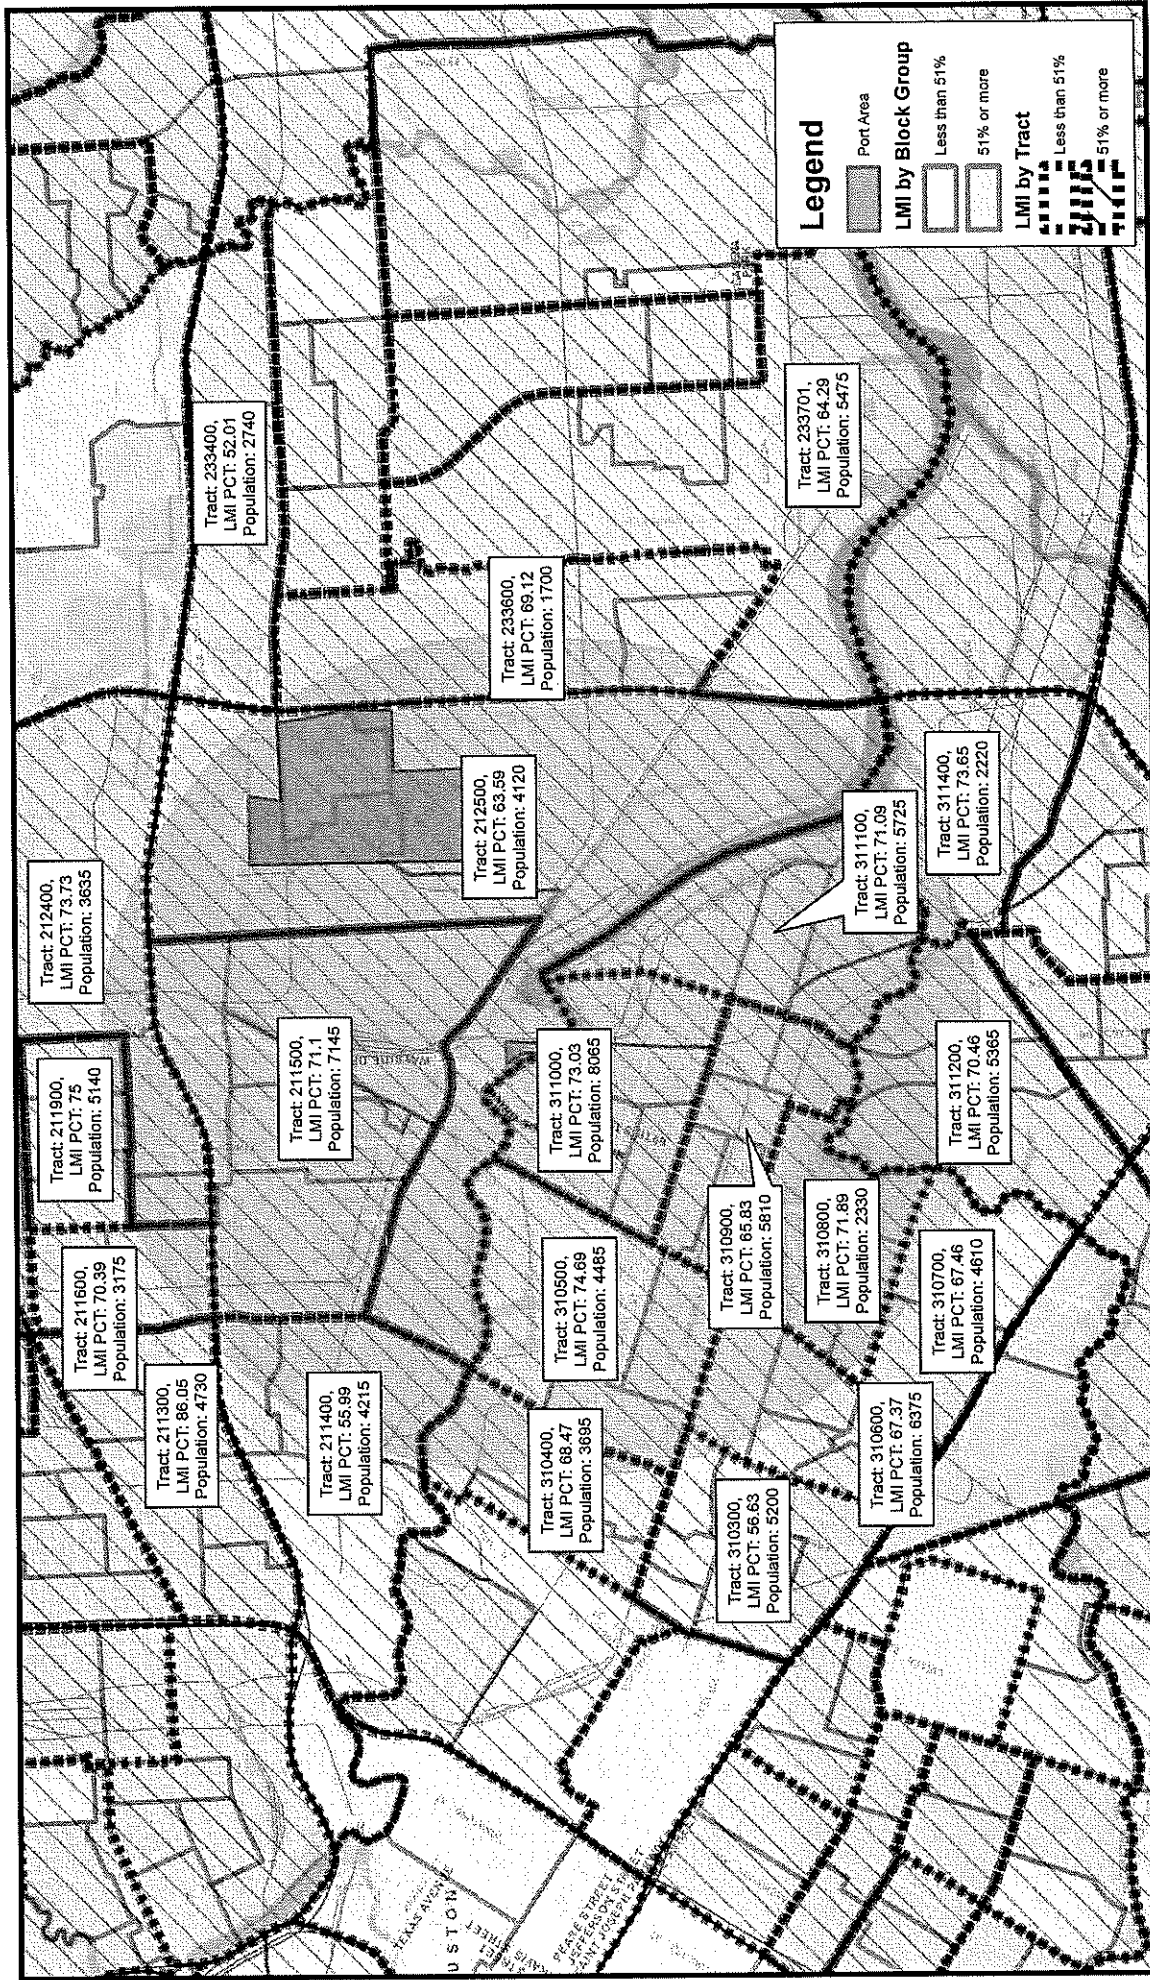 Tract: 212400,
LMI PCT: 73.73
Population: 3635
Tract: 211900,
LMI PCT: 75
Population: 5140
Tract: 211600,
LMI PCT: 70.39
Population: 3175
Tract: 211300,
LMI PCT: 86.05
Population: 4730
Tract: 233400,
LMI PCT: 52.01
Population: 2740
Tract: 211500,
LMI PCT: 71.1
Population: 7145
Tract: 211400,
LMI PCT: 55.99
Population: 4215
Tract: 212500,
LMI PCT: 63.59
Population: 4120
Tract: 233600,
LMI PCT: 69.12
Population: 1700
Tract: 311000,
LMI PCT: 73.03
Population: 8065
Tract: 310500,
LMI PCT: 74.69
Population: 4485
Tract: 310400,
LMI PCT: 68.47
Population: 3695
Tract: 233701,
LMI PCT: 64.29
Population: 5475
Tract: 310900,
LMI PCT: 65.83
Population: 5810
Tract: 310300,
LMI PCT: 56.63
Population: 5200
Tract: 311100,
LMI PCT: 71.09
Population: 5725
Tract: 310800,
LMI PCT: 71.89
Population: 2330
Tract: 310600,
LMI PCT: 67.37
Population: 6375
Tract: 311400,
LMI PCT: 73.65
Population: 2220
Tract: 311200,
LMI PCT: 70.46
Population: 5365
Tract: 310700,
LMI PCT: 67.46
Population: 4610
TEXAS AVENUE
USTON
STREET
PEASE STREET
JEFFERSON STREET
SAINT JOSEPH
Legend
Port Area
LMI by Block Group
Less than 51%
51% or more
LMI by Tract
Less than 51%
51% or more